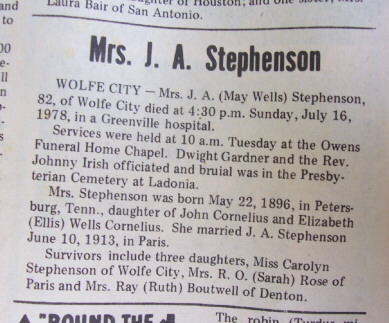 and
to
Laura Bair of San Antonio.
Mrs. J. A. Stephenson
WOLFE CITY — Mrs. J. A. (May Wells) Stephenson,
82, of Wolfe City died at 4:30 p.m. Sunday, July 16,
1978, in a Greenville hospital.
Services were held at 10 a.m. Tuesday at the Owens
Funeral Home Chapel. Dwight Gardner and the Rev.
Johnny Irish officiated and bruial was in the Presby-
terian Cemetery at Ladonia.
Mrs. Stephenson was born May 22, 1896, in Peters-
burg, Tenn., daughter of John Cornelius and Elizabeth
(Ellis) Wells Cornelius. She married J. A. Stephenson
June 10, 1913, in Paris.
Survivors include three daughters, Miss Carolyn
Stephenson of Wolfe City, Mrs. R. O. (Sarah) Rose of
Paris and Mrs. Ray (Ruth) Boutwell of Denton.
"ROUND THE
The robin